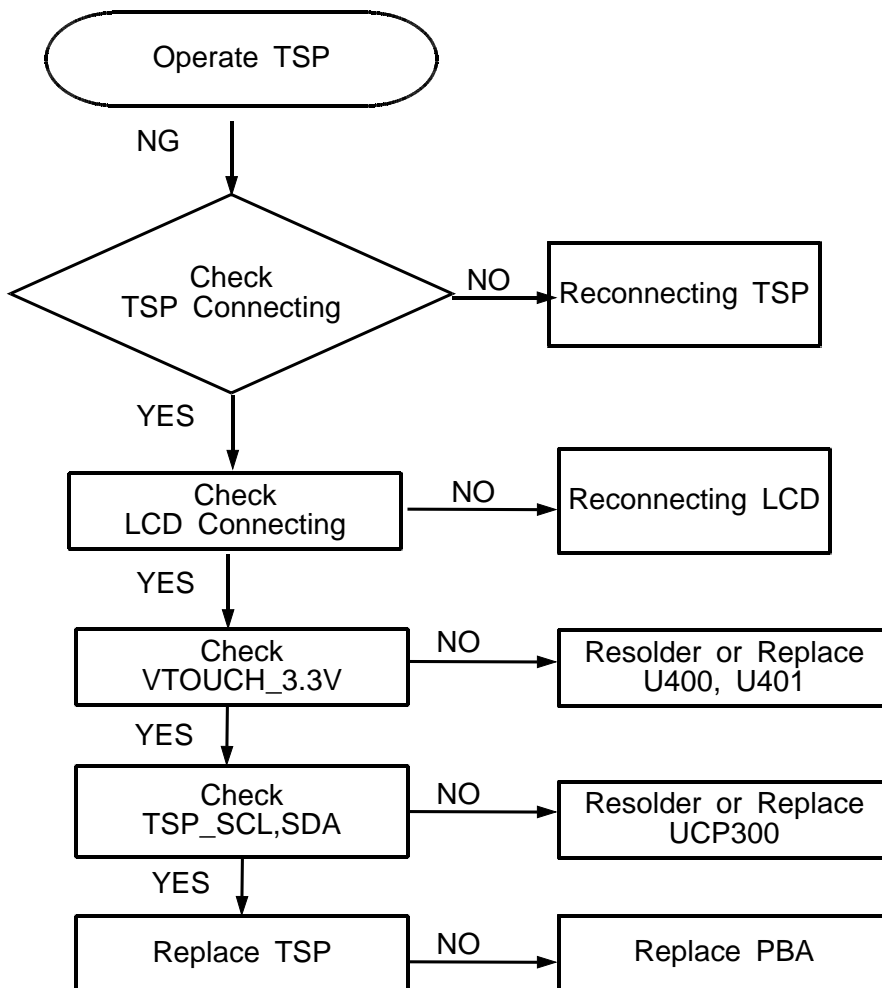 Operate TSP
NG
Check
TSP Connecting
NO
Reconnecting TSP
YES
Check
LCD Connecting
NO
Reconnecting LCD
YES
Check
VTOUCH_3.3V
NO
Resolder or Replace
U400, U401
YES
Check
TSP_SCL,SDA
NO
Resolder or Replace
UCP300
YES
Replace TSP
NO
Replace PBA